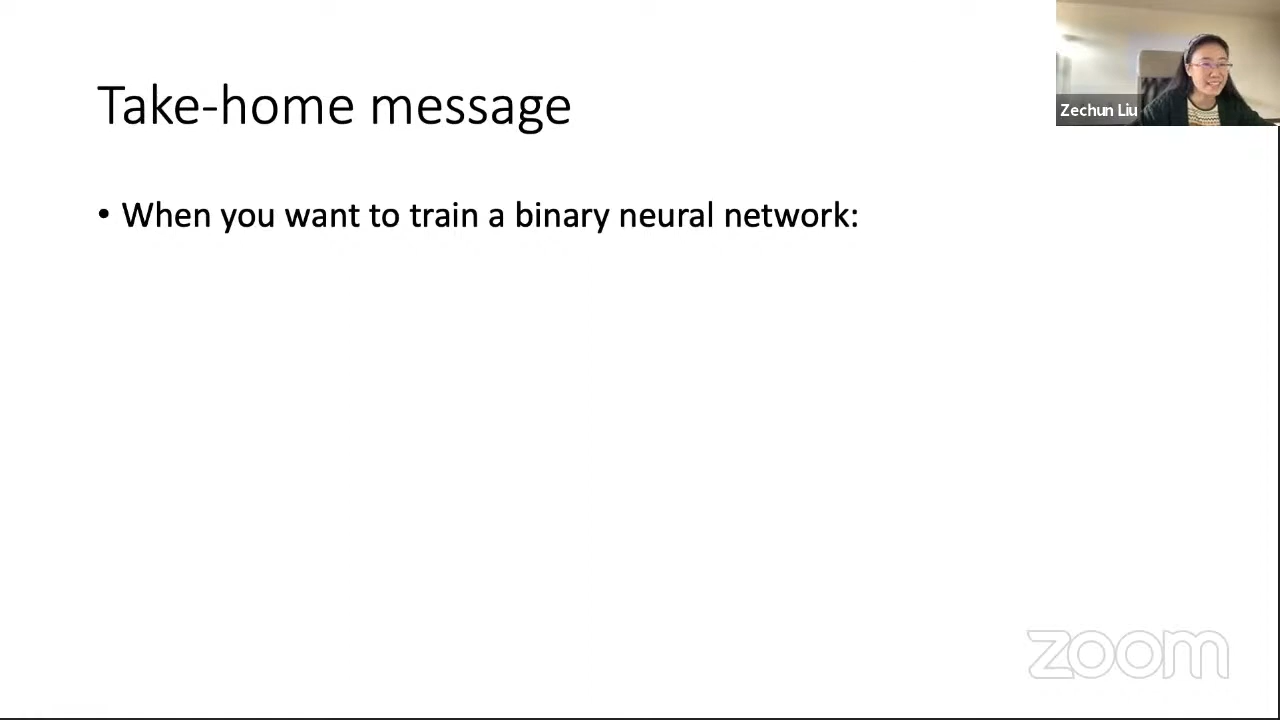 Take-home message
Zechun Liu
• When you want to train a binary neural network:
zoom